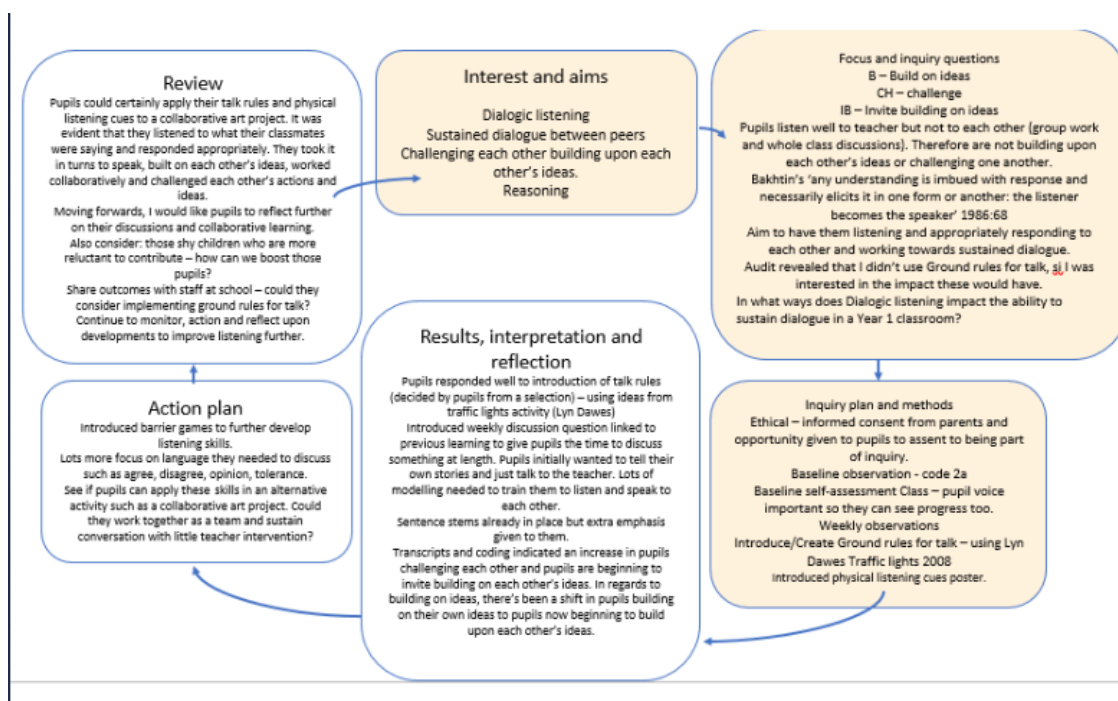 Interest and aims
Dialogic listening
Sustained dialogue between peers
Challenging each other building upon each
other's ideas.
Reasoning
Focus and inquiry questions
B – Build on ideas
CH – challenge
IB – Invite building on ideas
Pupils listen well to teacher but not to each other (group work
and whole class discussions). Therefore are not building upon
each other's ideas or challenging one another.
Bakhtin's 'any understanding is imbued with response and
necessarily elicits it in one form or another: the listener
becomes the speaker' 1986:68
Aim to have them listening and appropriately responding to
each other and working towards sustained dialogue.
Audit revealed that I didn't use Ground rules for talk, si I was
interested in the impact these would have.
In what ways does Dialogic listening impact the ability to
sustain dialogue in a Year 1 classroom?
Inquiry plan and methods
Ethical – informed consent from parents and
opportunity given to pupils to assent to being part
of inquiry.
Baseline observation - code 2a
Baseline self-assessment Class – pupil voice
important so they can see progress too.
Weekly observations
Introduce/Create Ground rules for talk – using Lyn
Dawes Traffic lights 2008
Introduced physical listening cues poster.
Results, interpretation and
reflection
Pupils responded well to introduction of talk rules
(decided by pupils from a selection) – using ideas from
traffic lights activity (Lyn Dawes)
Introduced weekly discussion question linked to
previous learning to give pupils the time to discuss
something at length. Pupils initially wanted to tell their
own stories and just talk to the teacher. Lots of
modelling needed to train them to listen and speak to
each other.
Sentence stems already in place but extra emphasis
given to them.
Transcripts and coding indicated an increase in pupils
challenging each other and pupils are beginning to
invite building on each other's ideas. In regards to
building on ideas, there's been a shift in pupils building
on their own ideas to pupils now beginning to build
upon each other's ideas.
Action plan
Introduced barrier games to further develop
listening skills.
Lots more focus on language they needed to discuss
such as agree, disagree, opinion, tolerance.
See if pupils can apply these skills in an alternative
activity such as a collaborative art project. Could
they work together as a team and sustain
conversation with little teacher intervention?
Review
Pupils could certainly apply their talk rules and physical
listening cues to a collaborative art project. It was
evident that they listened to what their classmates
were saying and responded appropriately. They took it
in turns to speak, built on each other's ideas, worked
collaboratively and challenged each other's actions and
ideas.
Moving forwards, I would like pupils to reflect further
on their discussions and collaborative learning.
Also consider: those shy children who are more
reluctant to contribute – how can we boost those
pupils?
Share outcomes with staff at school – could they
consider implementing ground rules for talk?
Continue to monitor, action and reflect upon
developments to improve listening further.